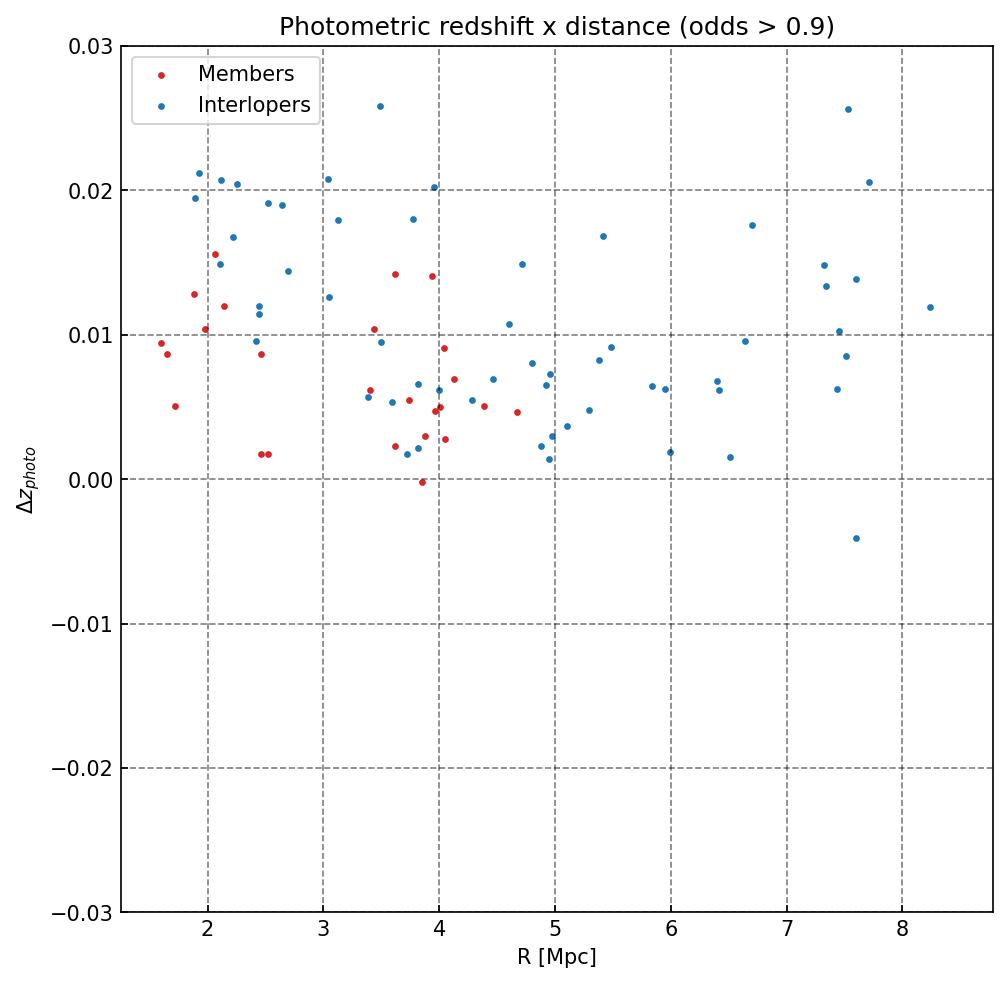 Photometric redshift x distance (odds > 0.9)
Members
Interlopers
0.03
0.02
0.01
0.00
−0.01
−0.02
−0.03
Δz_photo
2 3 4 5 6 7 8
R [Mpc]